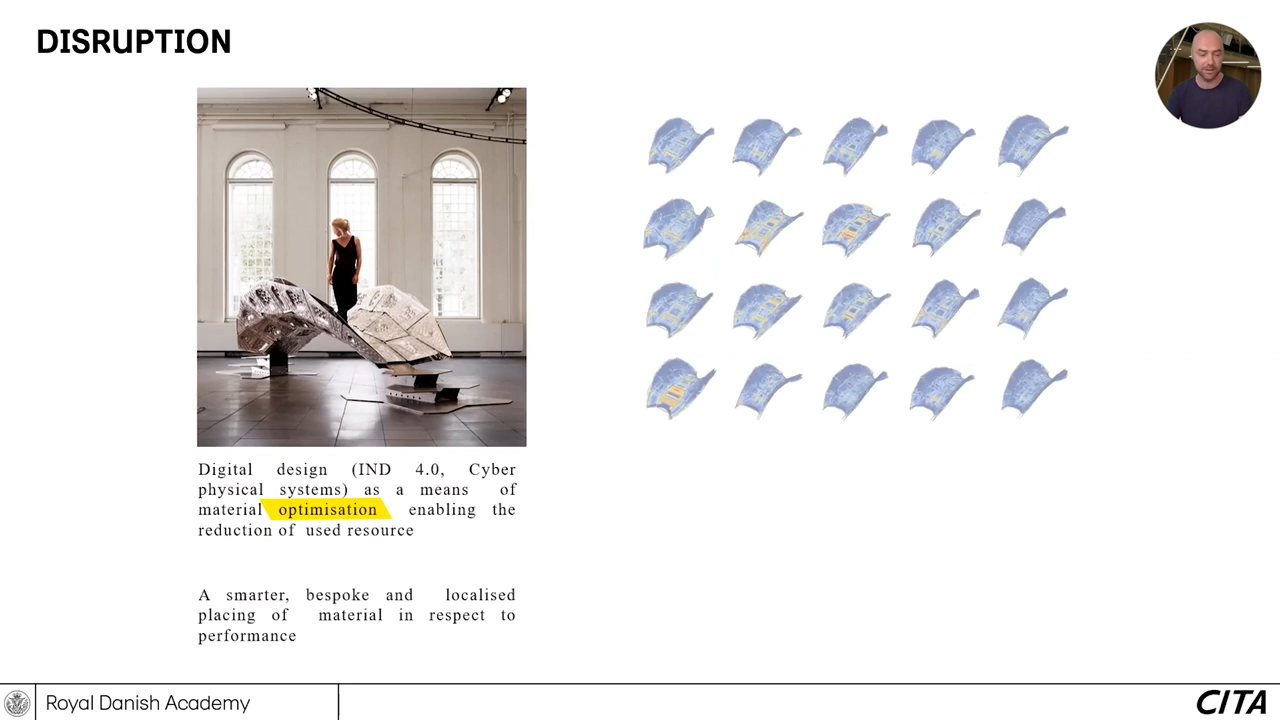 DISRUPTION
Digital design (IND 4.0, Cyber
physical systems) as a means of
material optimisation enabling the
reduction of used resource
A smarter, bespoke and localised
placing of material in respect to
performance
Royal Danish Academy
CITA